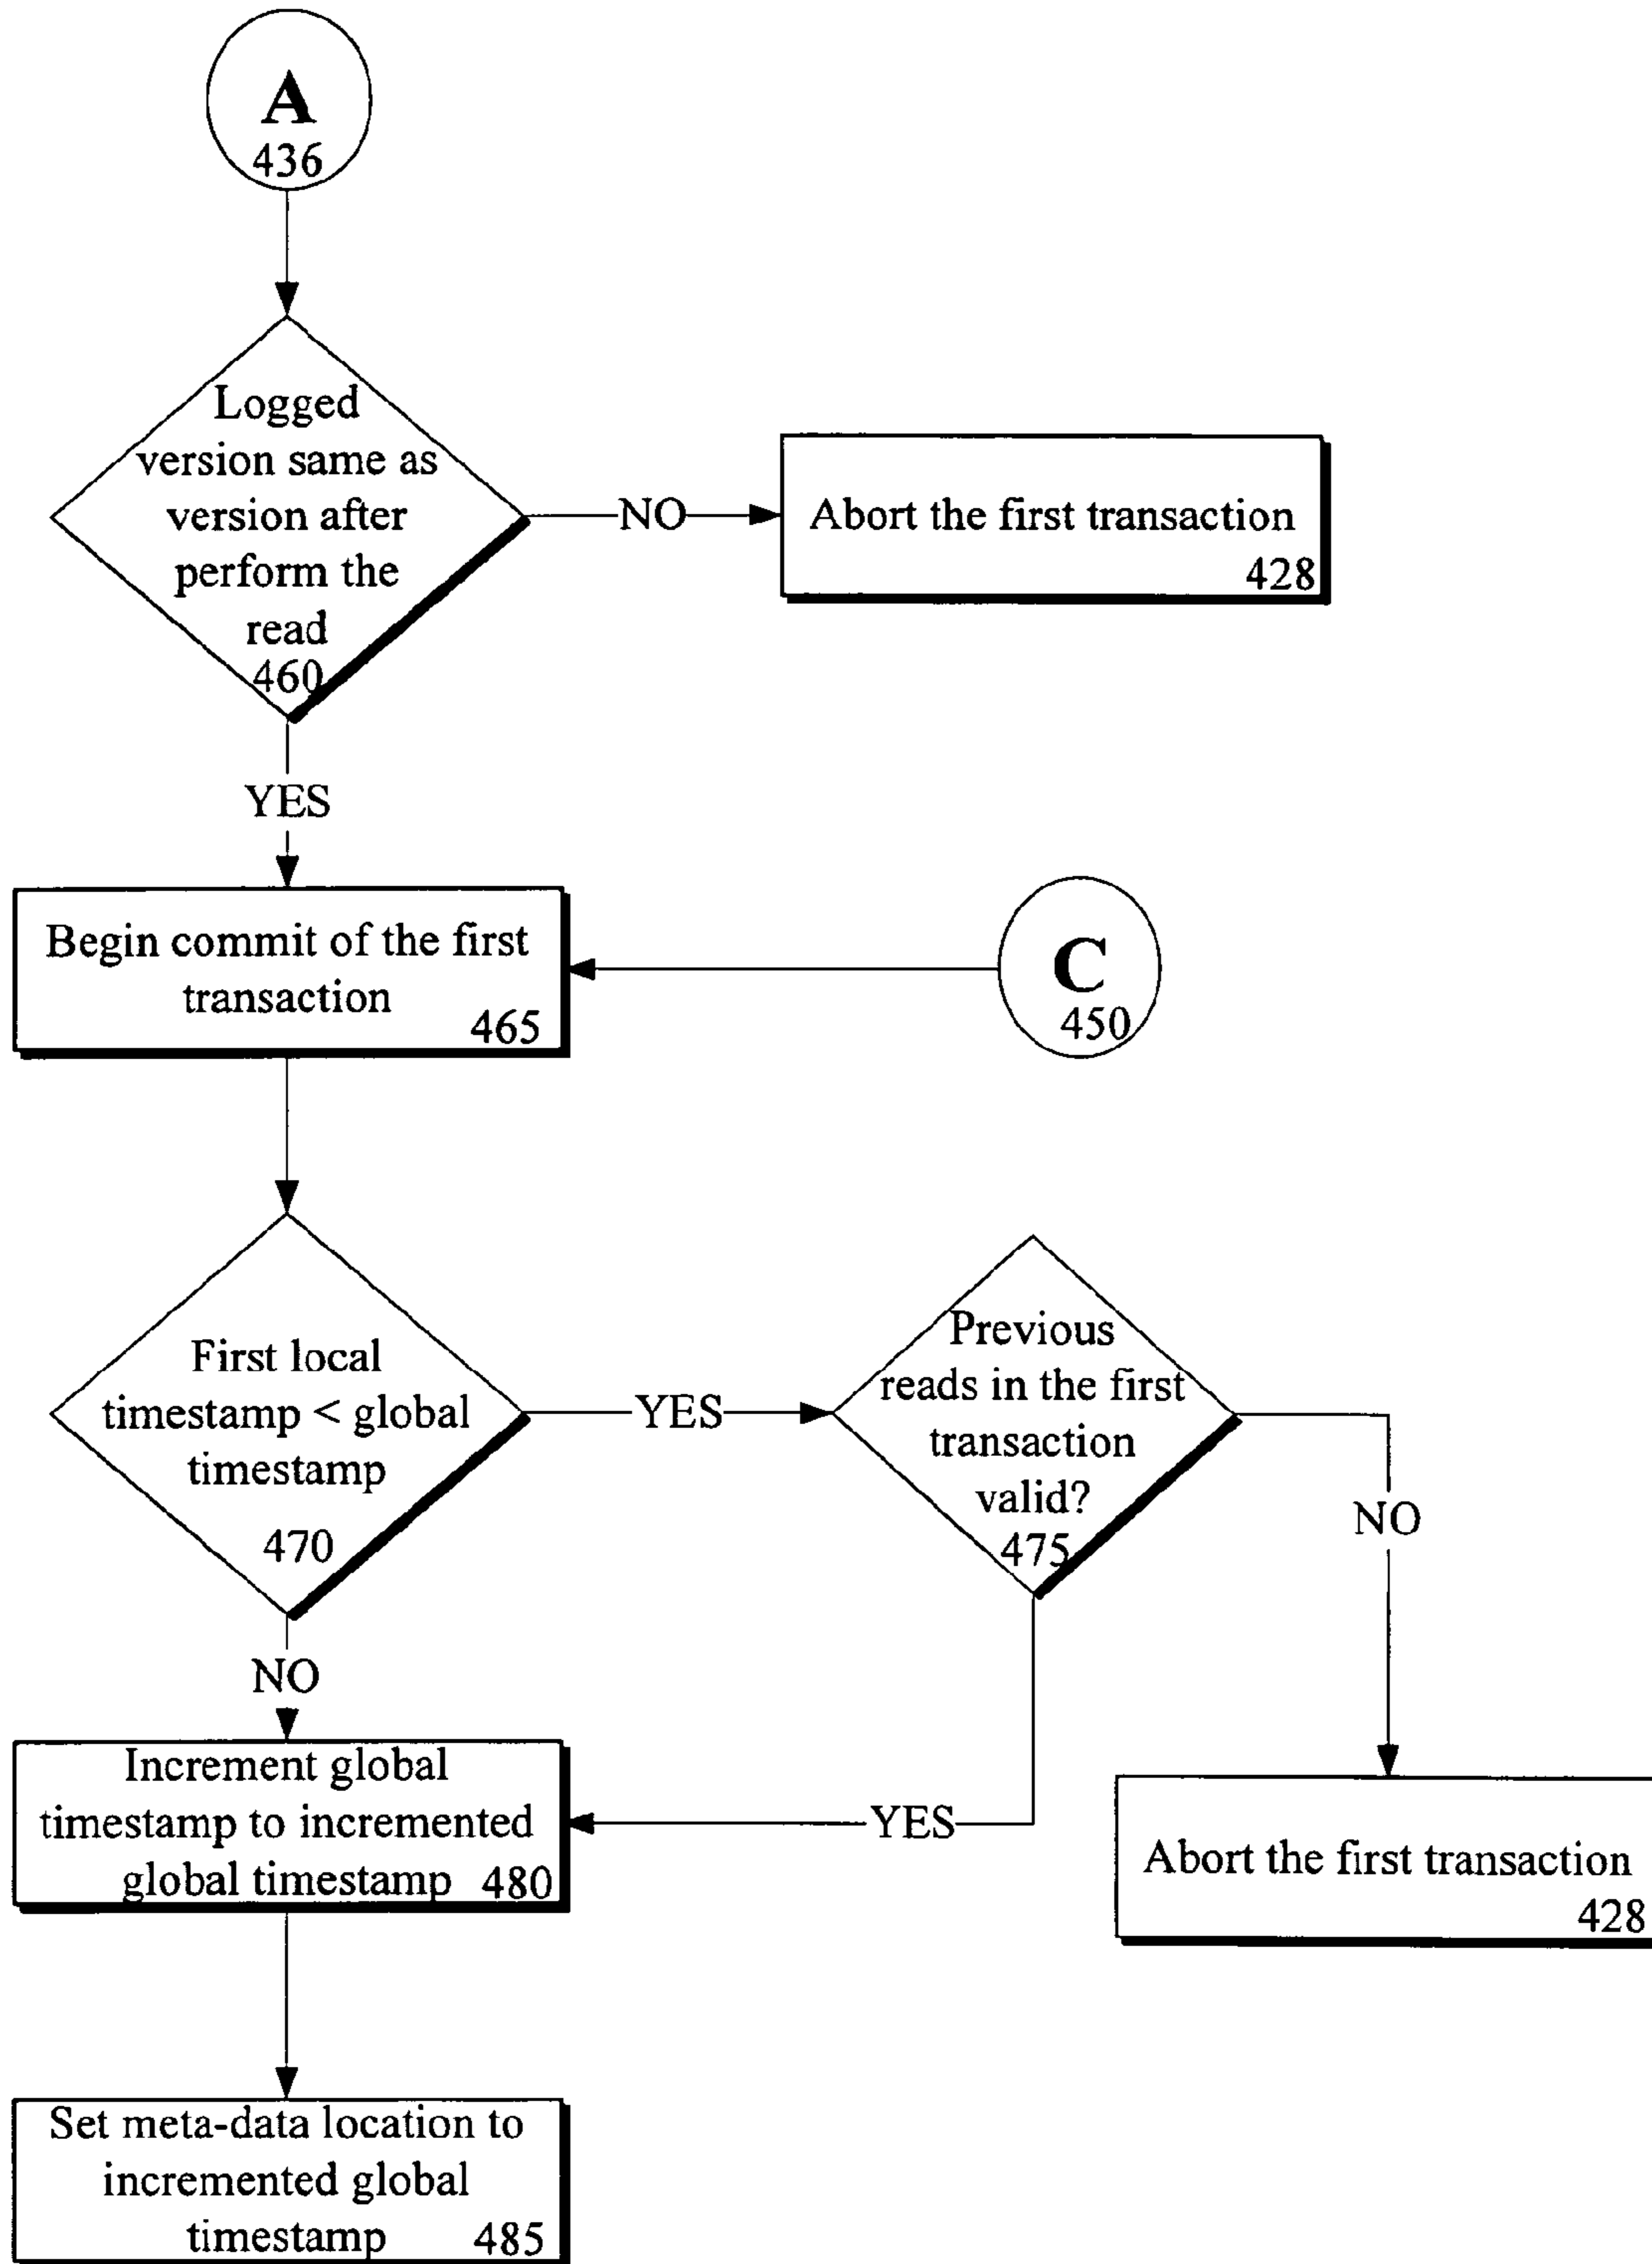 A
436
Logged
version same as
version after
perform the
read
460
NO
Abort the first transaction
428
YES
Begin commit of the first
transaction
465
C
450
First local
timestamp < global
timestamp
470
YES
Previous
reads in the first
transaction
valid?
475
NO
NO
Increment global
timestamp to incremented
global timestamp 480
YES
Abort the first transaction
428
Set meta-data location to
incremented global
timestamp 485